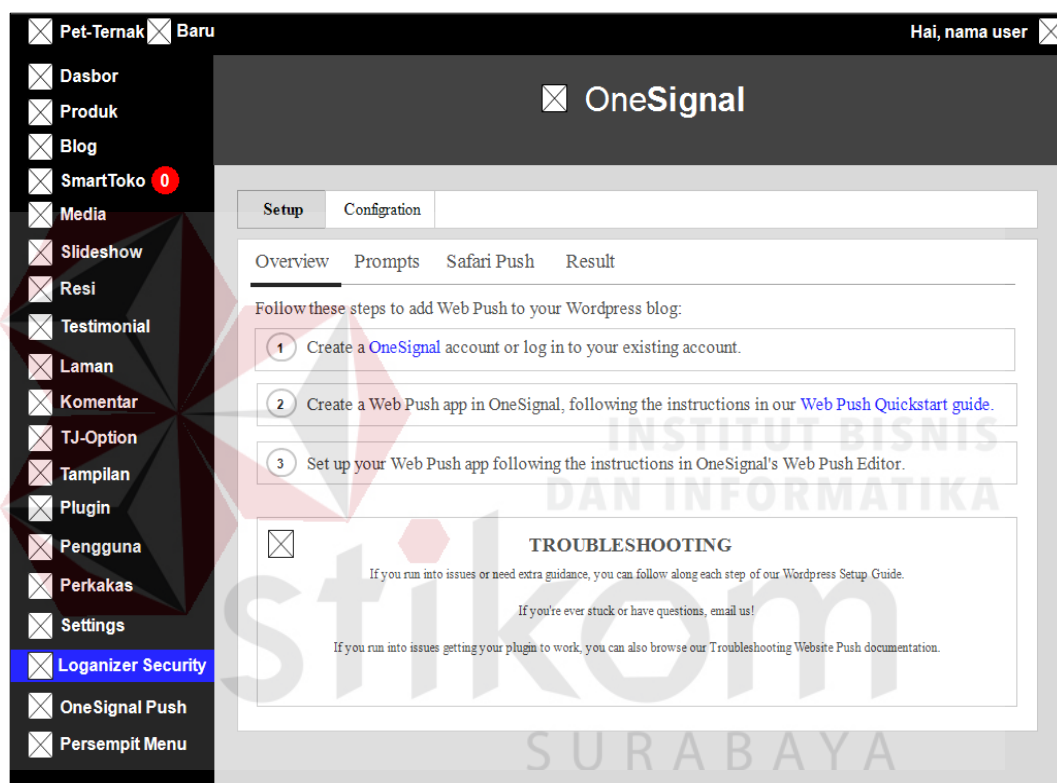 Pet-Ternak Baru Hai, nama user
Dasbor
Produk
Blog
SmartToko 0
Media
Slideshow
Resi
Testimonial
Laman
Komentar
TJ-Option
Tampilan
Plugin
Pengguna
Perkakas
Settings
Loganizer Security
OneSignal Push
Persempit Menu
OneSignal
Setup Configration
Overview Prompts Safari Push Result
Follow these steps to add Web Push to your Wordpress blog:
1 Create a OneSignal account or log in to your existing account.
2 Create a Web Push app in OneSignal, following the instructions in our Web Push Quickstart guide.
3 Set up your Web Push app following the instructions in OneSignal's Web Push Editor.
TROUBLESHOOTING
If you run into issues or need extra guidance, you can follow along each step of our Wordpress Setup Guide.
If you're ever stuck or have questions, email us!
If you run into issues getting your plugin to work, you can also browse our Troubleshooting Website Push documentation.
INSTITUT BISNIS
DAN INFORMATIKA
stikom
SURABAYA